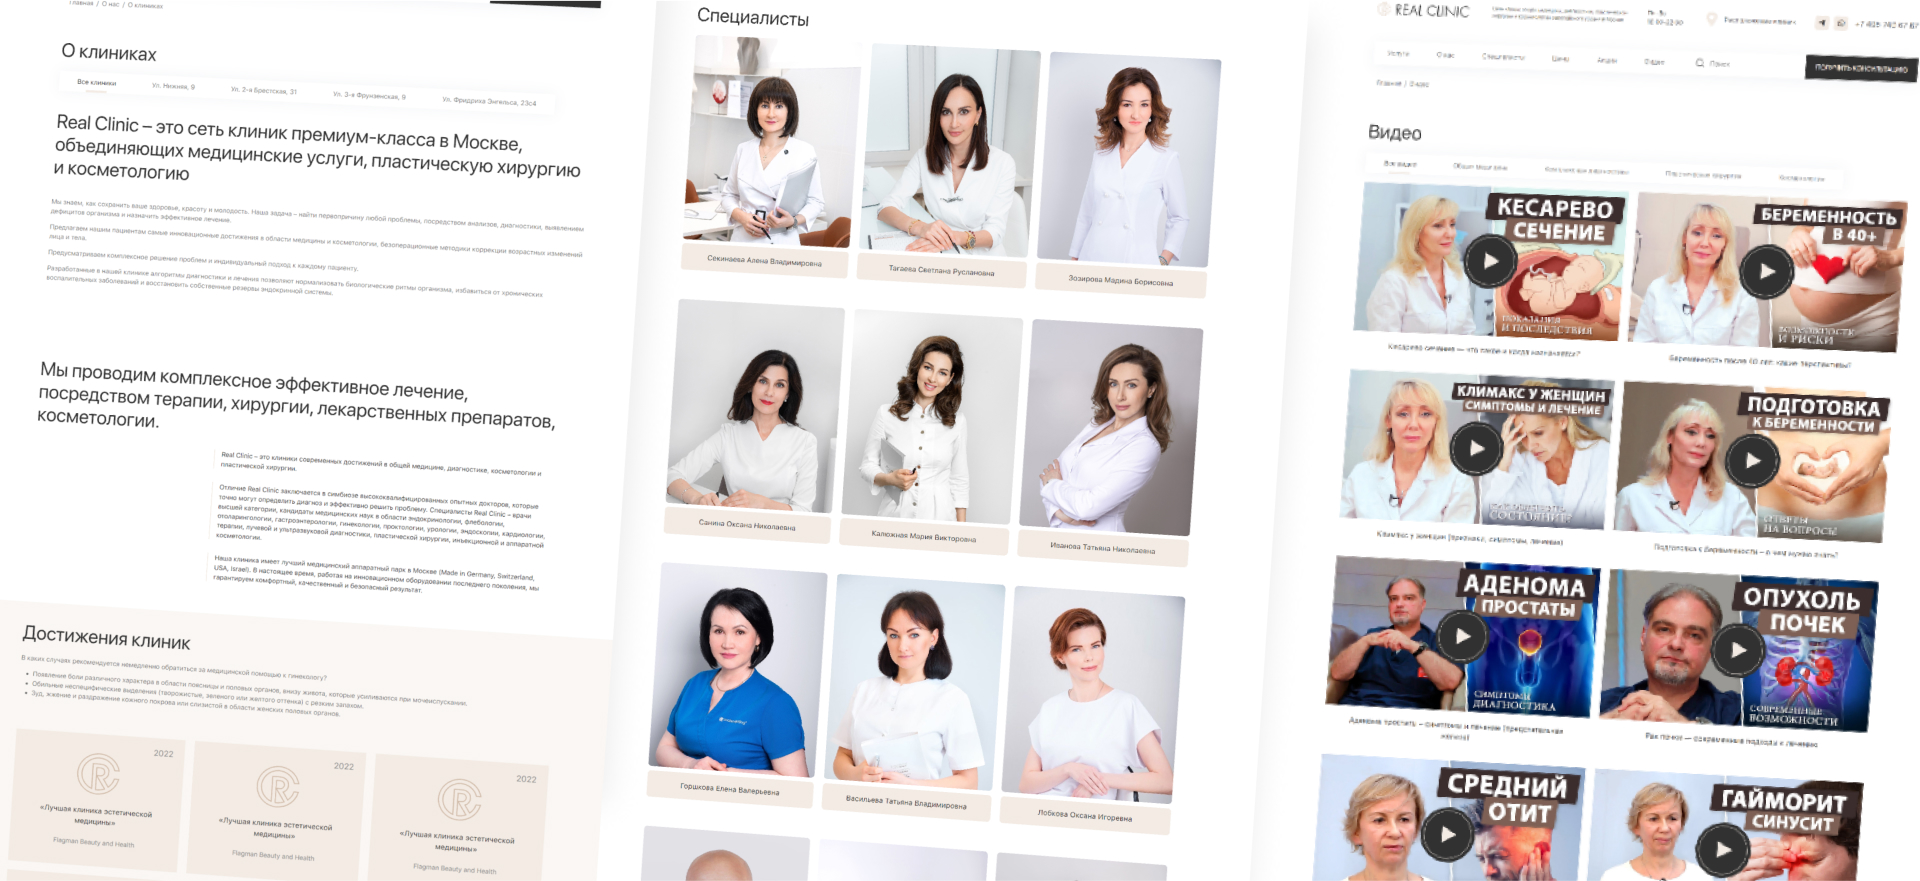 Главная / О нас / О клиниках
О клиниках
Все клиники
Ул. Нежная, 9
Ул. 2-я Брестская, 31
Ул. 3-я Фрунзенская, 9
Ул. Фридриха Энгельса, 23с4
Real Clinic – это сеть клиник премиум-класса в Москве,
объединяющих медицинские услуги, пластическую хирургию
и косметологию
Мы знаем, как сохранить ваше здоровье, красоту и молодость. Наша задача – найти первопричину любой проблемы, посредством анализов, диагностики, выявлением
дефицитов организма и назначить эффективное лечение.
Предлагаем нашим пациентам самые инновационные достижения в области медицины и косметологии, безоперационные методики коррекции возрастных изменений
лица и тела.
Предусматриваем комплексное решение проблем и индивидуальный подход к каждому пациенту.
Разработанные в нашей клинике алгоритмы диагностики и лечения позволяют нормализовать биологические ритмы организма, избавиться от хронических
воспалительных заболеваний и восстановить собственные резервы эндокринной системы.
Мы проводим комплексное эффективное лечение,
посредством терапии, хирургии, лекарственных препаратов,
косметологии.
Real Clinic – это клиники современных достижений в общей медицине, диагностике, косметологии и
пластической хирургии.
Отличие Real Clinic заключается в симбиозе высококвалифицированных опытных докторов, которые
точно могут определить диагноз и эффективно решить проблему. Специалисты Real Clinic – врачи
высшей категории, кандидаты медицинских наук в области эндокринологии, флебологии,
отоларингологии, гастроэнтерологии, гинекологии, проктологии, урологии, эндоскопии, кардиологии,
терапии, лучевой и ультразвуковой диагностики, пластической хирургии, инъекционной и аппаратной
косметологии.
Наша клиника имеет лучший медицинский аппаратный парк в Москве (Made in Germany, Switzerland,
USA, Israel). В настоящее время, работая на инновационном оборудовании последнего поколения, мы
гарантируем комфортный, качественный и безопасный результат.
Достижения клиник
В каких случаях рекомендуется немедленно обратиться за медицинской помощью к гинекологу?
• Появление боли различного характера в области поясницы и половых органов, внизу живота, которые усиливаются при мочеиспускании.
• Обильные неспецифические выделения (творожистые, зеленого или желтого оттенка) с резким запахом.
• Зуд, жжение и раздражение кожного покрова или слизистой в области женских половых органов.
2022
«Лучшая клиника эстетической
медицины»
Flagman Beauty and Health
2022
«Лучшая клиника эстетической
медицины»
Flagman Beauty and Health
2022
«Лучшая клиника эстетической
медицины»
Flagman Beauty and Health
Специалисты
Секинаева Алена Владимировна
Тагаева Светлана Руслановна
Зозирова Мадина Борисовна
Санина Оксана Николаевна
Калюжная Мария Викторовна
Иванова Татьяна Николаевна
Горшкова Елена Валерьевна
Васильева Татьяна Владимировна
Лобкова Оксана Игоревна
REAL CLINIC
+7 495 742 67 67
Услуги
О нас
Специалисты
Цены
Акции
Видео
Поиск
ПОЛУЧИТЬ КОНСУЛЬТАЦИЮ
Главная / О нас
Видео
Все видео
КЕСАРЕВО
СЕЧЕНИЕ
ПОКАЗАНИЯ
И ПОСЛЕДСТВИЯ
Кесарево сечение — что такое и когда назначается?
БЕРЕМЕННОСТЬ
В 40+
ВОЗМОЖНОСТИ
И РИСКИ
Беременность после 40 лет: какие перспективы?
КЛИМАКС У ЖЕНЩИН
СИМПТОМЫ И ЛЕЧЕНИЕ
СОСТОЯНИЕ?
Климакс у женщин (признаки, симптомы, лечение)
ПОДГОТОВКА
К БЕРЕМЕННОСТИ
ОТВЕТЫ
НА ВОПРОСЫ
Подготовка к беременности – о чем нужно знать?
АДЕНОМА
ПРОСТАТЫ
СИМПТОМЫ
ДИАГНОСТИКА
Аденома простаты – симптомы и лечение (предстательная
железа)
ОПУХОЛЬ
ПОЧЕК
СОВРЕМЕННЫЕ
ВОЗМОЖНОСТИ
Рак почки — современные подходы к лечению
СРЕДНИЙ
ОТИТ
ГАЙМОРИТ
СИНУСИТ